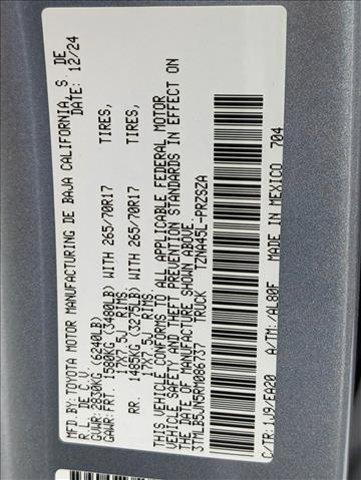 MFD.BY:TOYOTA MOTOR MANUFACTURING DE BAJA CALIFORNIA, S. DE
R.L. DE C.V. DATE: 12/24
GVWR: 2830KG (6240LB)
GAWR:FRT. 1580KG (3480LB) WITH 265/70R17 TIRES,
17X7.5J RIMS
RR. 1485KG (3275LB) WITH 265/70R17 TIRES,
17X7.5J RIMS
THIS VEHICLE CONFORMS TO ALL APPLICABLE FEDERAL MOTOR
VEHICLE SAFETY AND THEFT PREVENTION STANDARDS IN EFFECT ON
THE DATE OF MANUFACTURE SHOWN ABOVE.
3TMLB5JN5RM086737 TRUCK TZNA45L-PRZSZA
C/TR:1J9/EA20 A/TM:/AL80F MADE IN MEXICO 704